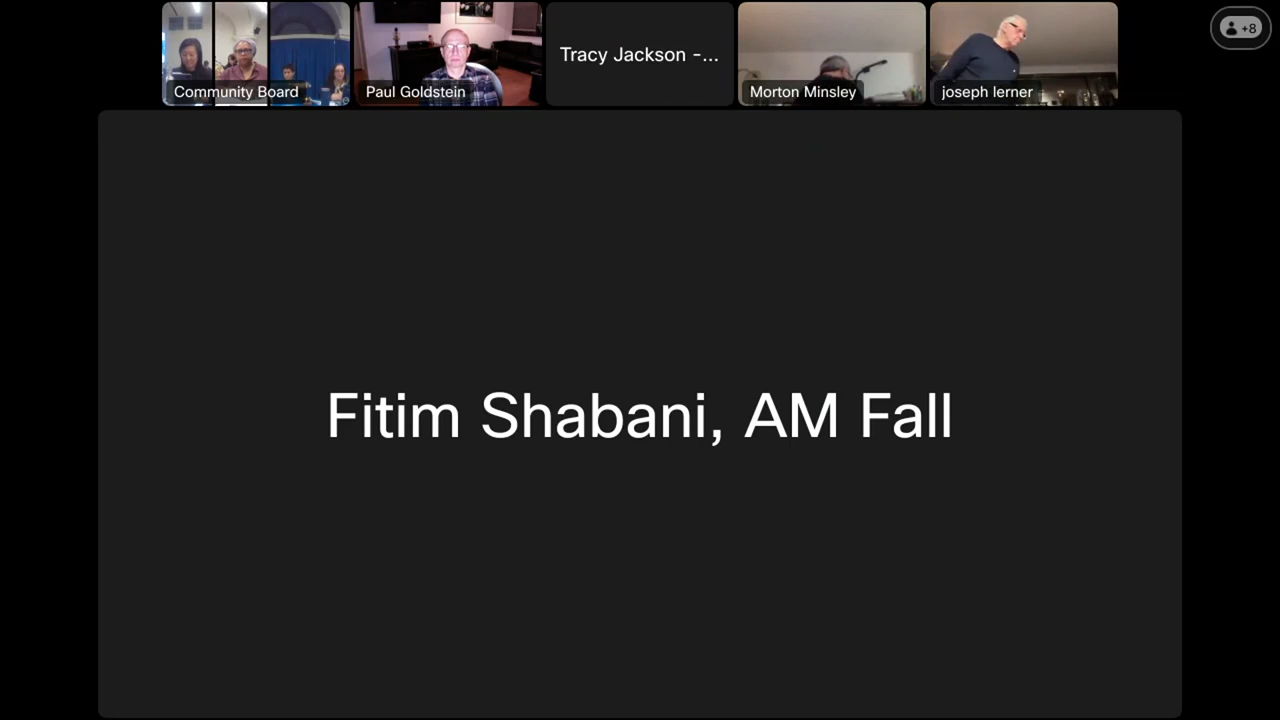 Community Board
Paul Goldstein
Tracy Jackson -...
Morton Minsley
joseph lerner
+8
Fitim Shabani, AM Fall